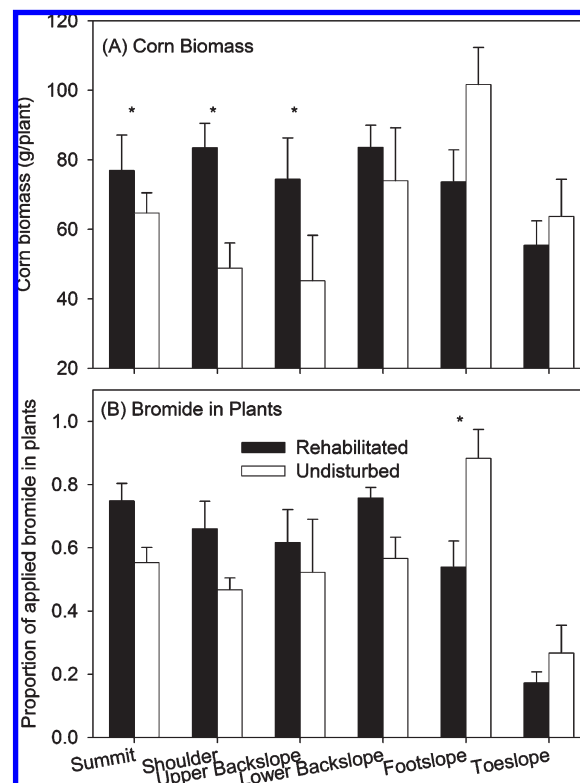 (A) Corn Biomass
Corn biomass (g/plant)
120
100
80
60
40
20
*
*
*
(B) Bromide in Plants
Proportion of applied bromide in plants
1.0
0.8
0.6
0.4
0.2
0.0
*
Rehabilitated
Undisturbed
Summit
Shoulder
Upper Backslope
Lower Backslope
Footslope
Toeslope